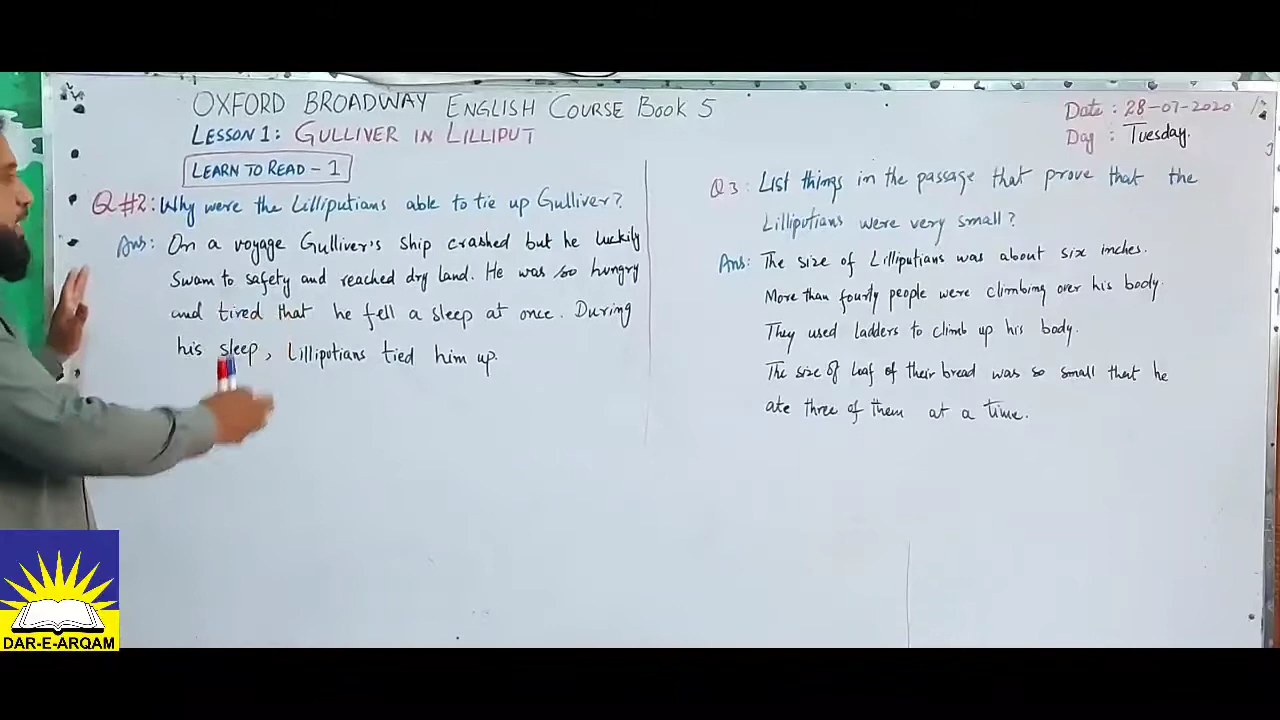 OXFORD BROADWAY ENGLISH COURSE BOOK 5
LESSON 1: GULLIVER IN LILLIPUT
LEARN TO READ - 1
Date : 28-07-2020
Day : Tuesday.
Q #2: Why were the Lilliputians able to tie up Gulliver?
Ans: On a voyage Gulliver's ship crashed but he luckily
swam to safety and reached dry land. He was so hungry
and tired that he fell a sleep at once. During
his sleep, Lilliputians tied him up.
Q 3: List things in the passage that prove that the
Lilliputians were very small?
Ans: The size of Lilliputians was about six inches.
More than fourty people were climbing over his body.
They used ladders to climb up his body.
The size of loaf of their bread was so small that he
ate three of them at a time.
DAR-E-ARQAM